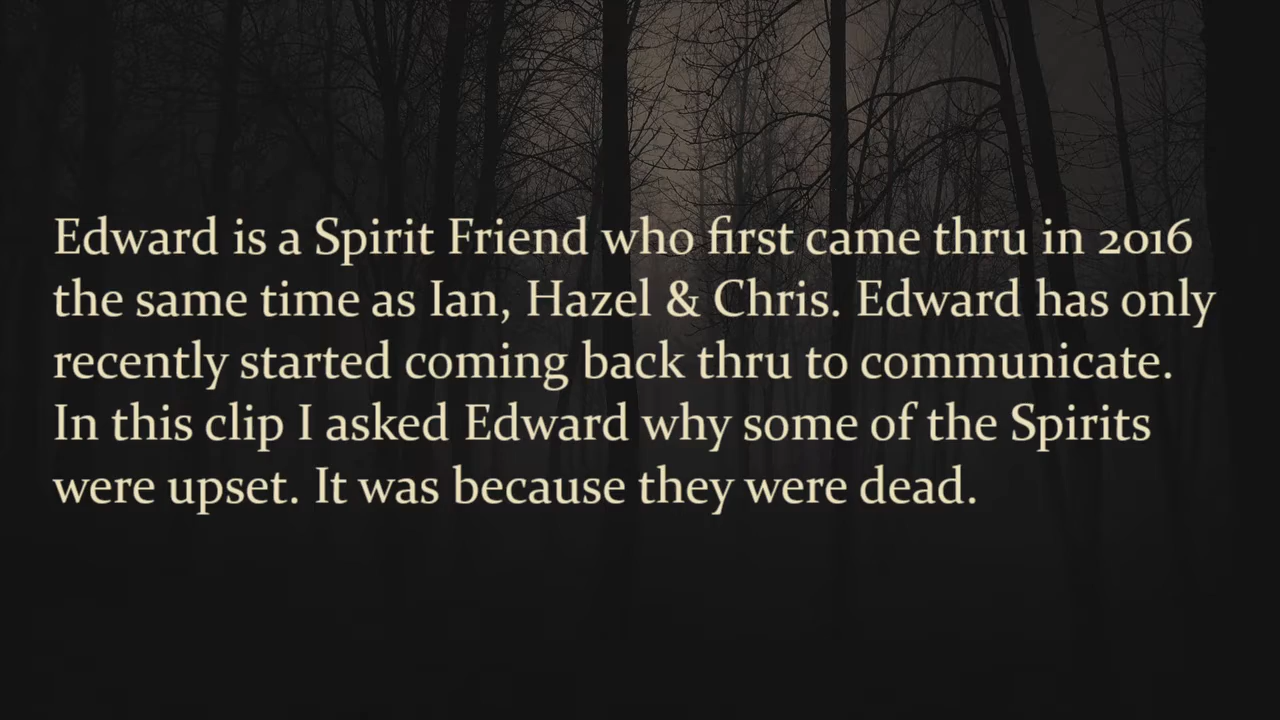 Edward is a Spirit Friend who first came thru in 2016
the same time as Ian, Hazel & Chris. Edward has only
recently started coming back thru to communicate.
In this clip I asked Edward why some of the Spirits
were upset. It was because they were dead.